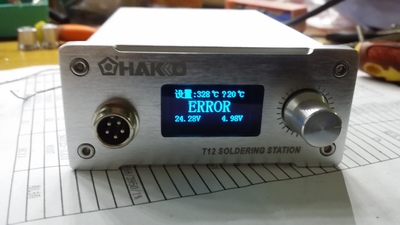 HAKKO
设置:328℃ ?20℃
ERROR
24.28V 4.98V
T12 SOLDERING STATION